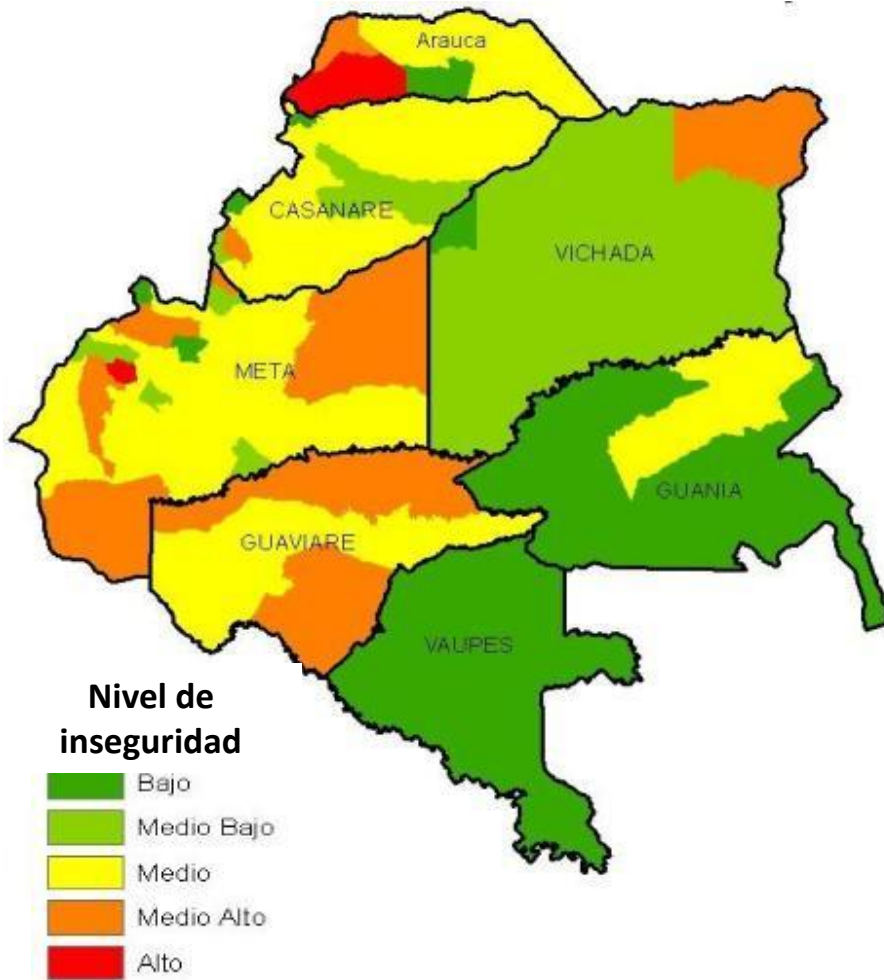 Arauca
CASANARE
VICHADA
META
GUANIA
GUAVIARE
VAUPES
Nivel de
inseguridad
Bajo
Medio Bajo
Medio
Medio Alto
Alto